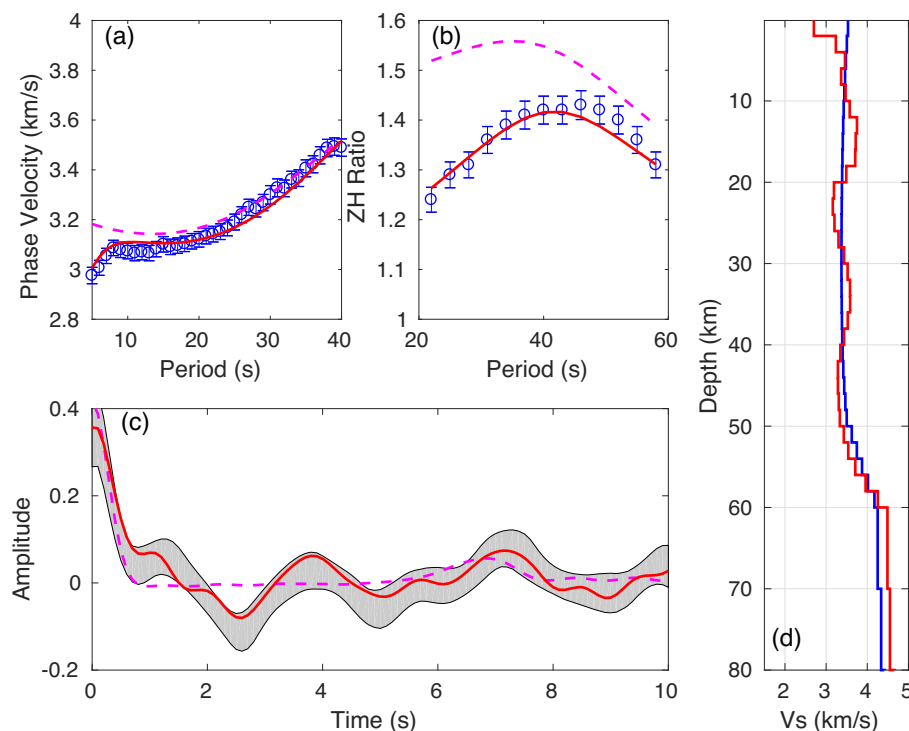 (a)
4
3.8
3.6
3.4
3.2
3
2.8
Phase Velocity (km/s)
10 20 30 40
Period (s)
(b)
1.6
1.5
1.4
1.3
1.2
1.1
1
ZH Ratio
20 40 60
Period (s)
(c)
0.4
0.2
0
-0.2
Amplitude
0 2 4 6 8 10
Time (s)
10
20
30
40
50
60
70
80
Depth (km)
(d)
2 3 4 5
Vs (km/s)